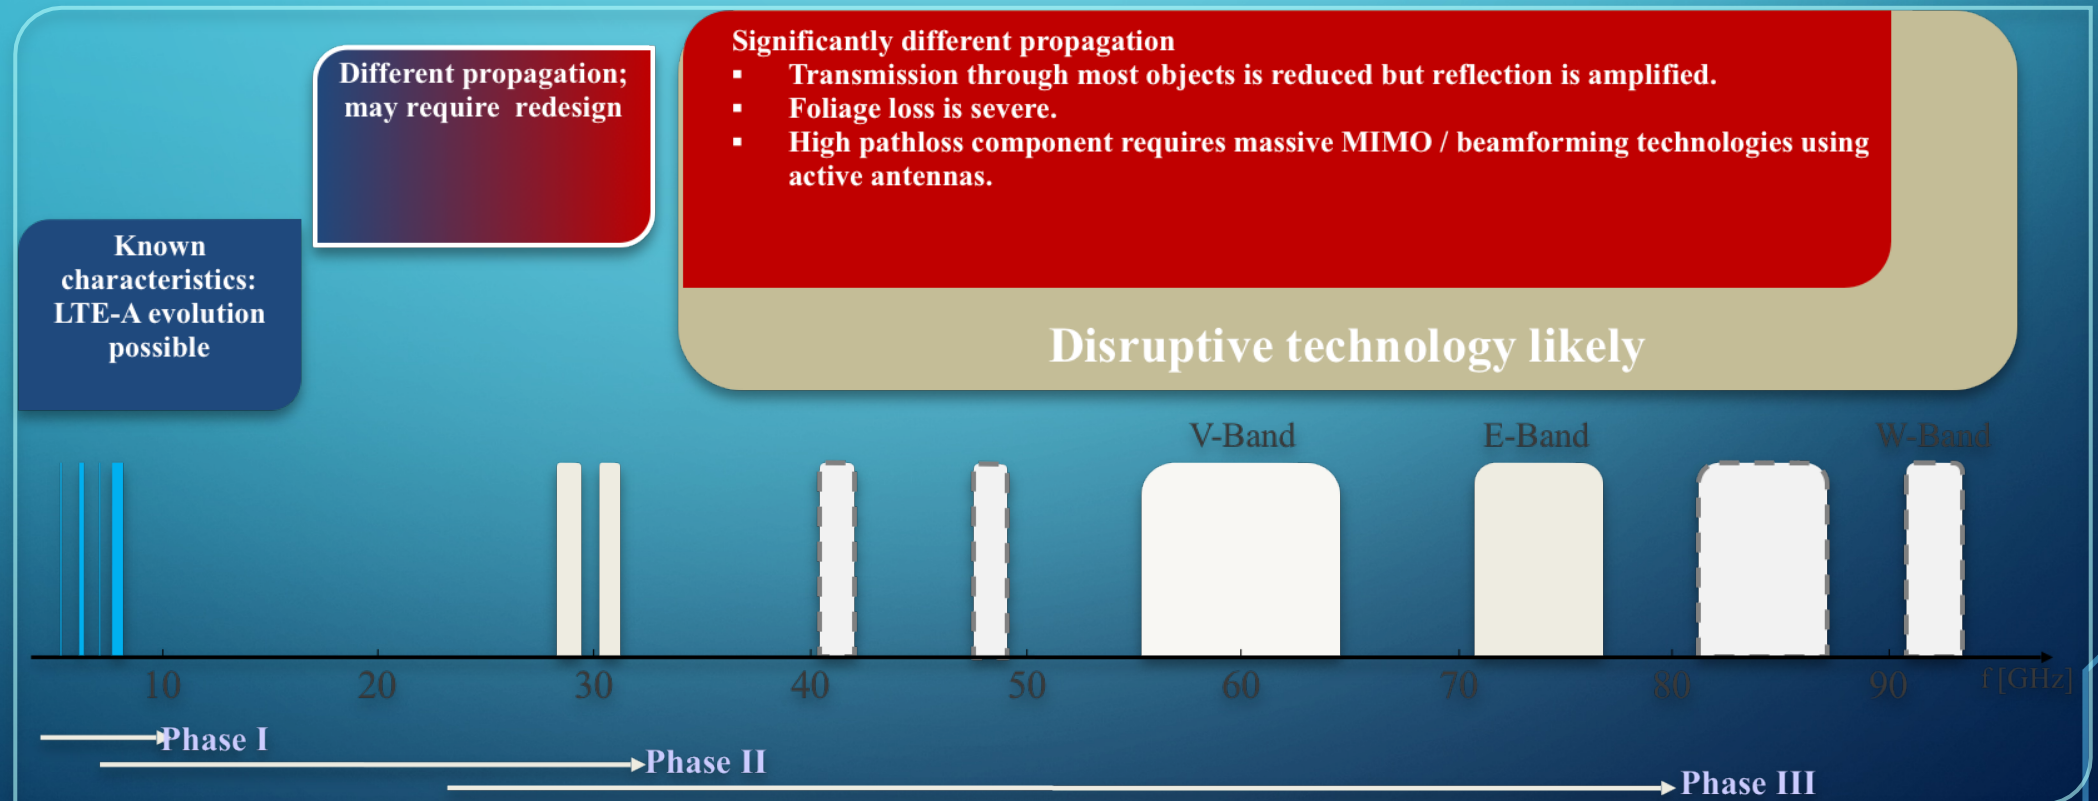 Significantly different propagation
▪ Transmission through most objects is reduced but reflection is amplified.
▪ Foliage loss is severe.
▪ High pathloss component requires massive MIMO / beamforming technologies using
active antennas.
Different propagation;
may require redesign
Known
characteristics:
LTE-A evolution
possible
Disruptive technology likely
V-Band E-Band W-Band
10 20 30 40 50 60 70 80 90 f [GHz]
Phase I
Phase II
Phase III